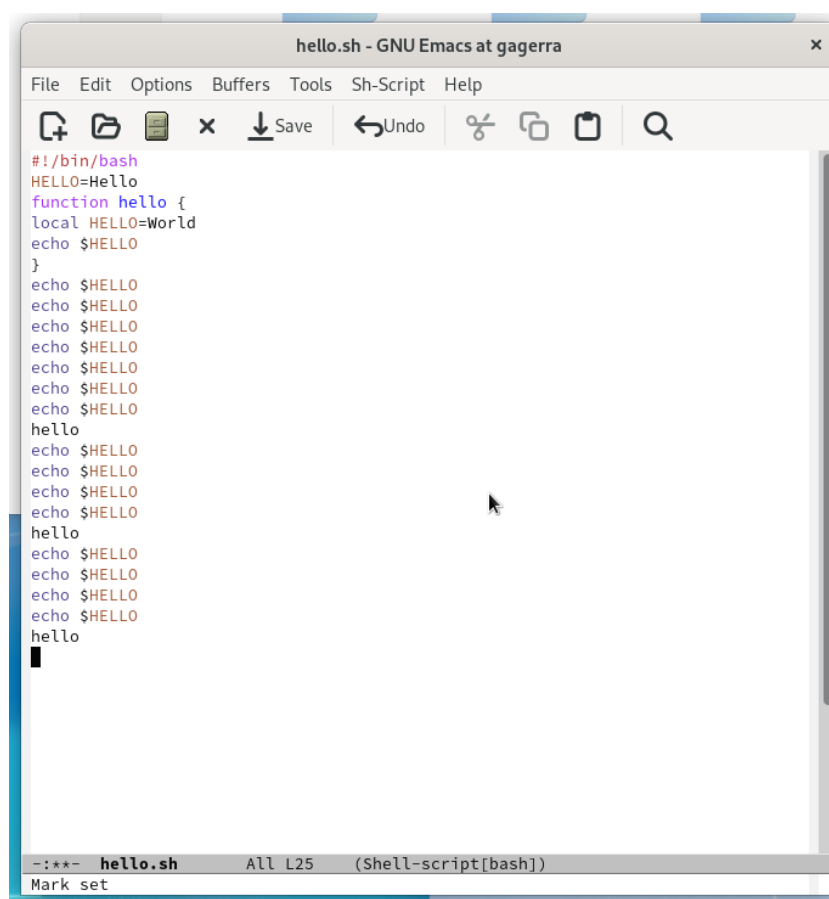 hello.sh - GNU Emacs at gagerra ×
File Edit Options Buffers Tools Sh-Script Help
Save Undo
#!/bin/bash
HELLO=Hello
function hello {
local HELLO=World
echo $HELLO
}
echo $HELLO
echo $HELLO
echo $HELLO
echo $HELLO
echo $HELLO
echo $HELLO
echo $HELLO
hello
echo $HELLO
echo $HELLO
echo $HELLO
echo $HELLO
hello
echo $HELLO
echo $HELLO
echo $HELLO
echo $HELLO
hello
-:**- hello.sh All L25 (Shell-script[bash])
Mark set